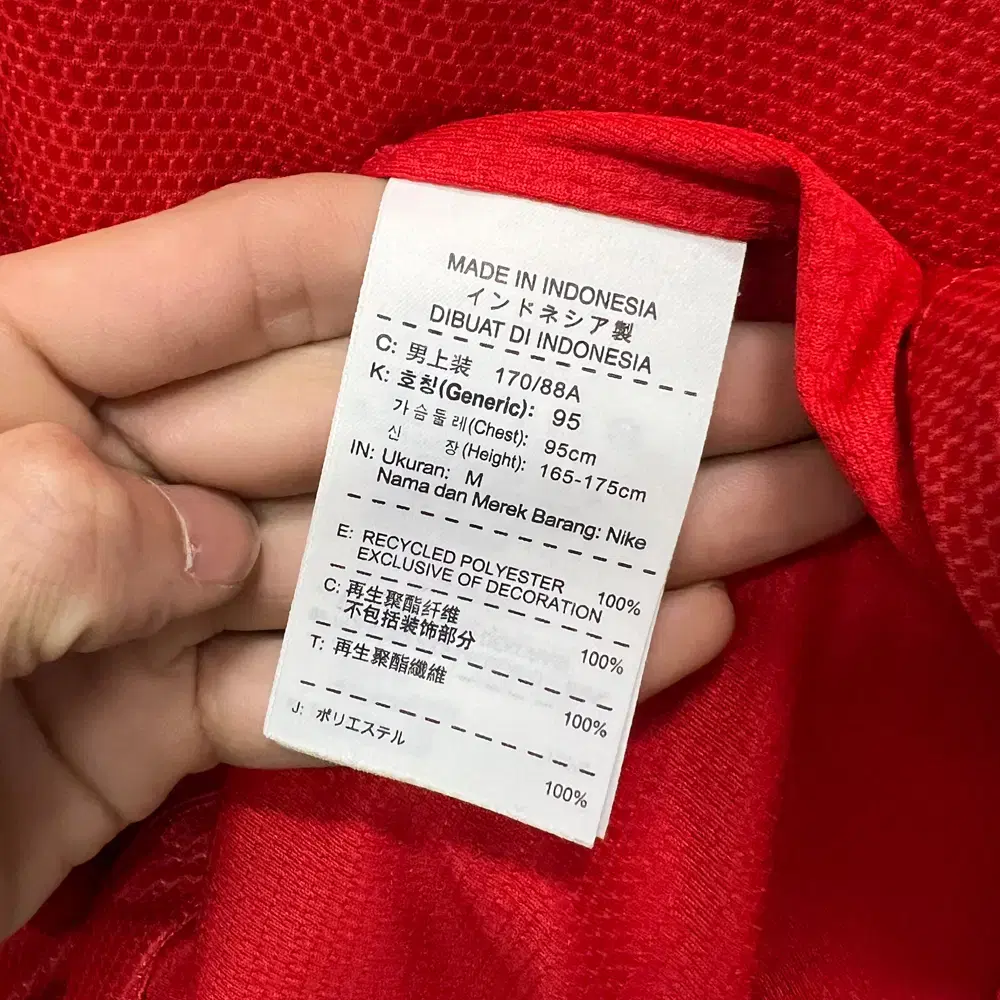 MADE IN INDONESIA
インドネシア製
DIBUAT DI INDONESIA
C: 男上装 170/88A
K: 호칭(Generic): 95
가슴둘레(Chest): 95cm
신 장(Height): 165-175cm
IN: Ukuran: M
Nama dan Merek Barang: Nike
E: RECYCLED POLYESTER 100%
EXCLUSIVE OF DECORATION
C: 再生聚酯纤维 100%
不包括装饰部分
T: 再生聚酯纖維 100%
J: ポリエステル 100%